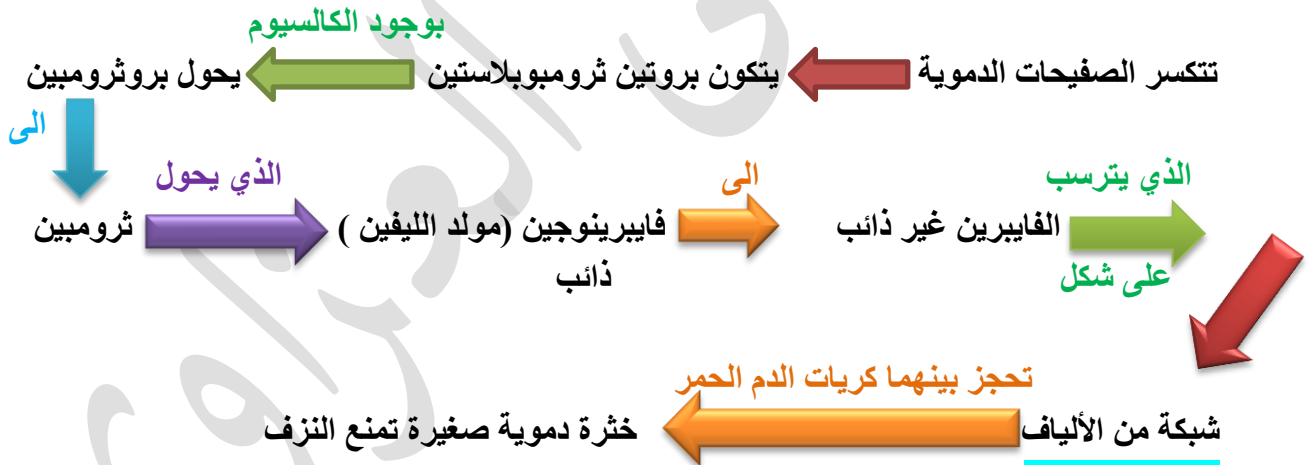 بوجود الكالسيوم
تتكسر الصفيحات الدموية يتكون بروتين ثرومبوبلاستين يحول بروثرومبين
الى
الذي يحول الى الذي يترسب
ثرومبين فايبرينوجين (مولد الليفين ) الفايبرين غير ذائب
ذائب على شكل
تحجز بينهما كريات الدم الحمر
شبكة من الألياف خثرة دموية صغيرة تمنع النزف